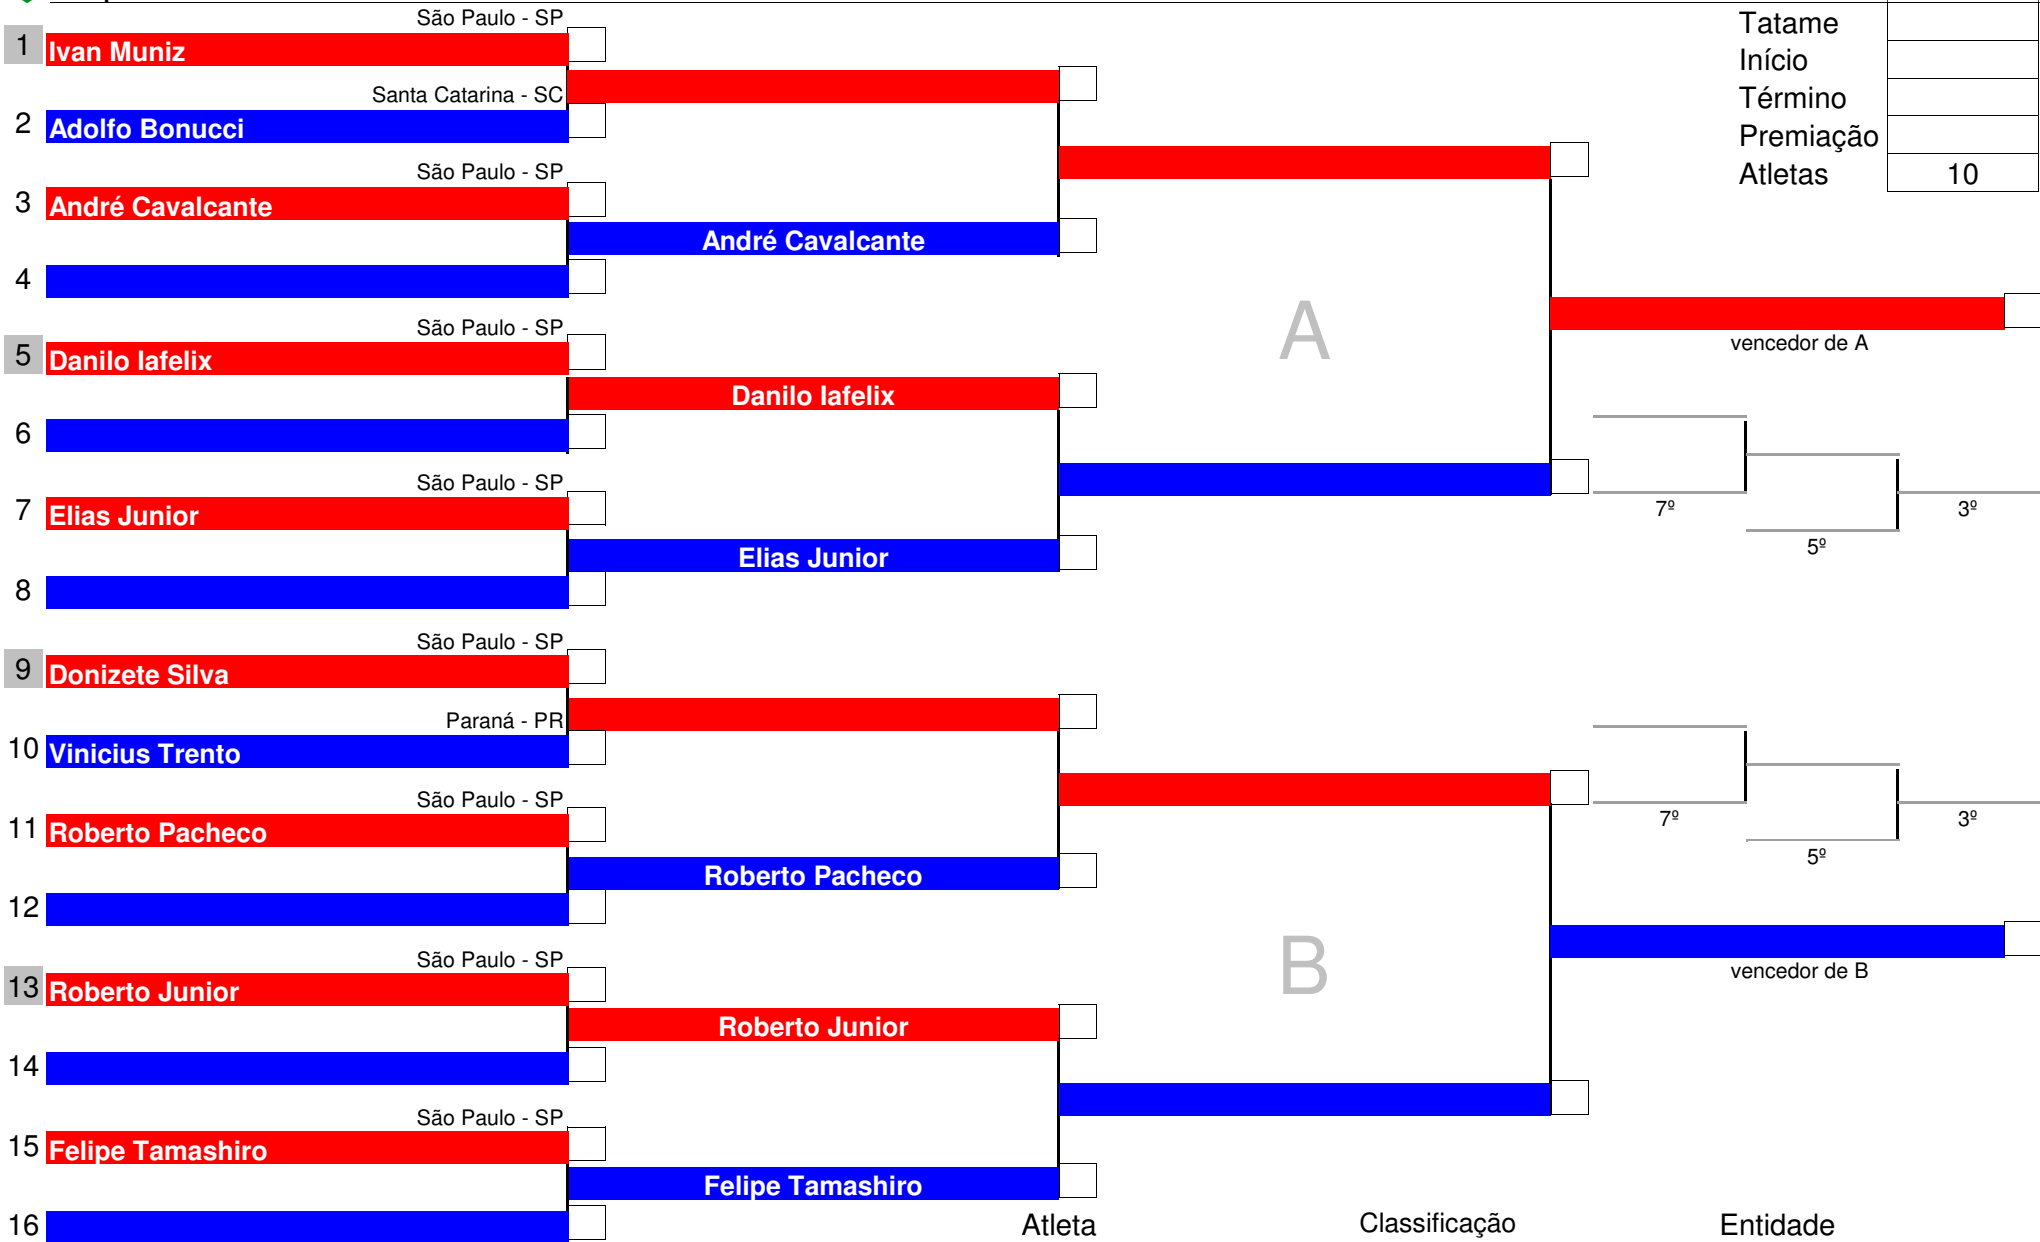 São Paulo - SP
1 Ivan Muniz
Santa Catarina - SC
2 Adolfo Bonucci
São Paulo - SP
3 André Cavalcante
André Cavalcante
4
São Paulo - SP
5 Danilo Iafelix
Danilo Iafelix
6
São Paulo - SP
7 Elias Junior
Elias Junior
8
São Paulo - SP
9 Donizete Silva
Paraná - PR
10 Vinicius Trento
São Paulo - SP
11 Roberto Pacheco
Roberto Pacheco
12
São Paulo - SP
13 Roberto Junior
Roberto Junior
14
São Paulo - SP
15 Felipe Tamashiro
Felipe Tamashiro
16
A
B
Tatame
Início
Término
Premiação
Atletas 10
vencedor de A
7º
3º
5º
7º
3º
5º
vencedor de B
Atleta Classificação Entidade